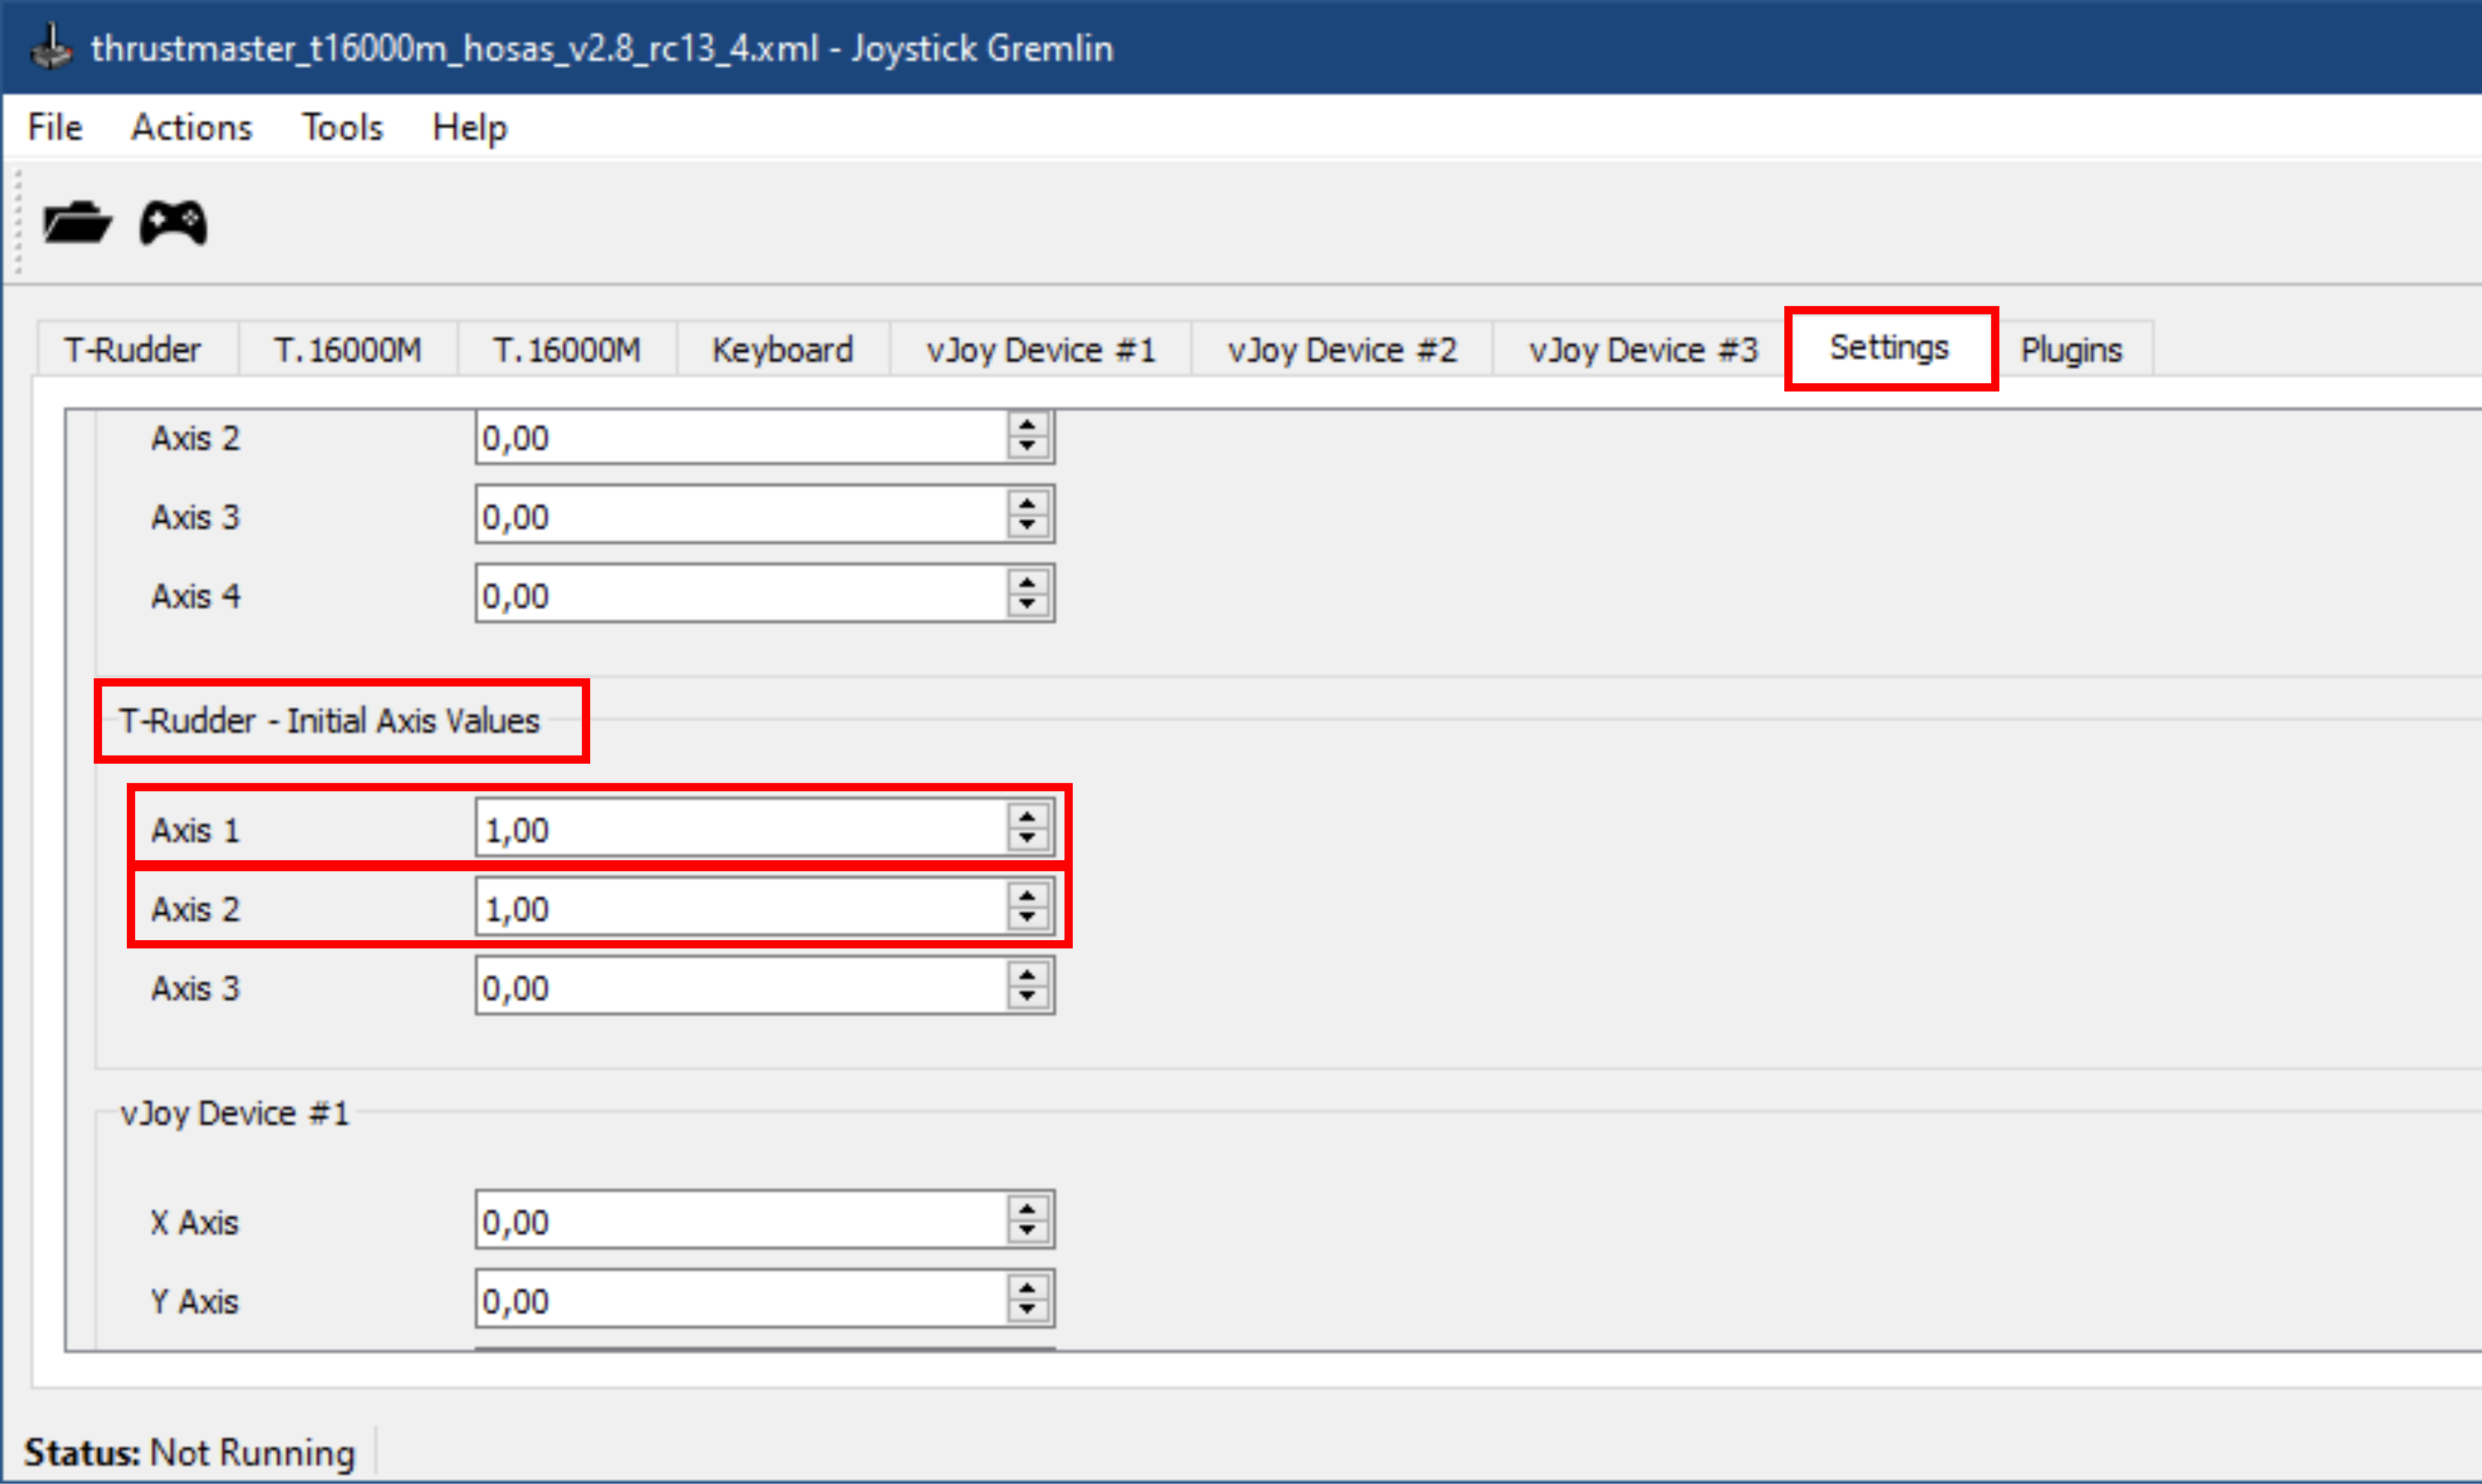 thrustmaster_t16000m_hosas_v2.8_rc13_4.xml - Joystick Gremlin
File Actions Tools Help
T-Rudder T.16000M T.16000M Keyboard vJoy Device #1 vJoy Device #2 vJoy Device #3 Settings Plugins
Axis 2 0,00
Axis 3 0,00
Axis 4 0,00
T-Rudder - Initial Axis Values
Axis 1 1,00
Axis 2 1,00
Axis 3 0,00
vJoy Device #1
X Axis 0,00
Y Axis 0,00
Status: Not Running